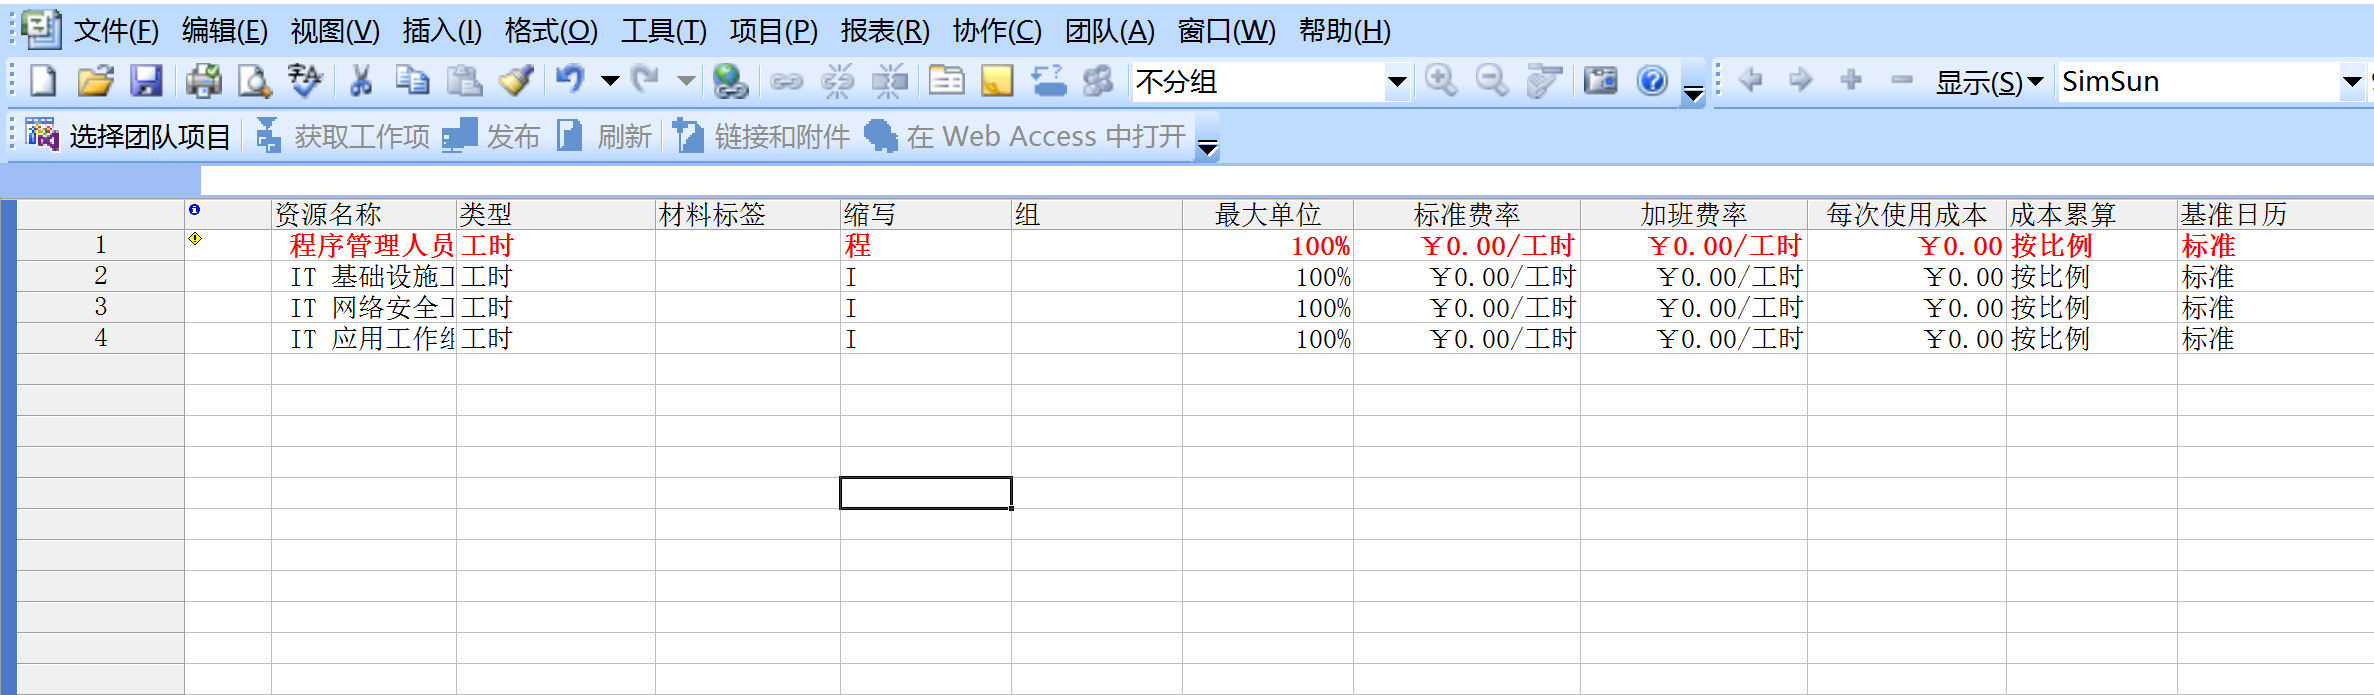 文件(F) 编辑(E) 视图(V) 插入(I) 格式(O) 工具(T) 项目(P) 报表(R) 协作(C) 团队(A) 窗口(W) 帮助(H)
不分组 显示(S) SimSun
选择团队项目 获取工作项 发布 刷新 链接和附件 在 Web Access 中打开
资源名称 类型 材料标签 缩写 组 最大单位 标准费率 加班费率 每次使用成本 成本累算 基准日历
1 程序管理人员 工时 程 100% ¥0.00/工时 ¥0.00/工时 ¥0.00 按比例 标准
2 IT 基础设施工 工时 I 100% ¥0.00/工时 ¥0.00/工时 ¥0.00 按比例 标准
3 IT 网络安全工 工时 I 100% ¥0.00/工时 ¥0.00/工时 ¥0.00 按比例 标准
4 IT 应用工作组 工时 I 100% ¥0.00/工时 ¥0.00/工时 ¥0.00 按比例 标准